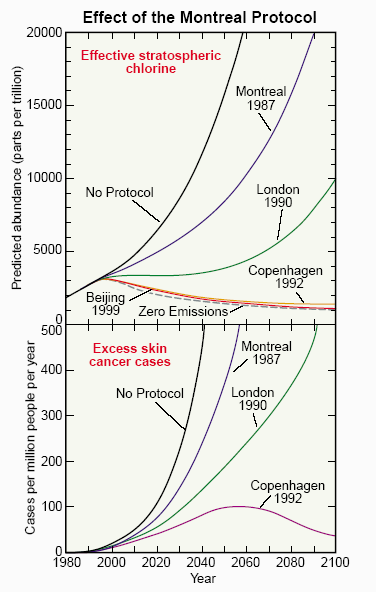 Effect of the Montreal Protocol
20000
15000
10000
5000
0
Predicted abundance (parts per trillion)
Effective stratospheric
chlorine
Montreal
1987
No Protocol
London
1990
Copenhagen
1992
Beijing
1999
Zero Emissions
500
400
300
200
100
0
Cases per million people per year
Excess skin
cancer cases
Montreal
1987
No Protocol
London
1990
Copenhagen
1992
1980 2000 2020 2040 2060 2080 2100
Year